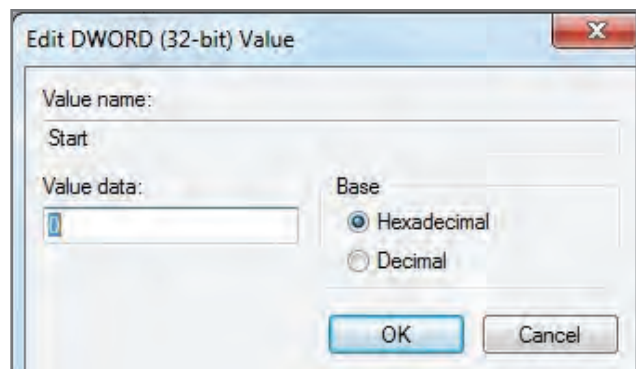 Edit DWORD (32-bit) Value
Value name:
Start
Value data:
0
Base
Hexadecimal
Decimal
OK
Cancel